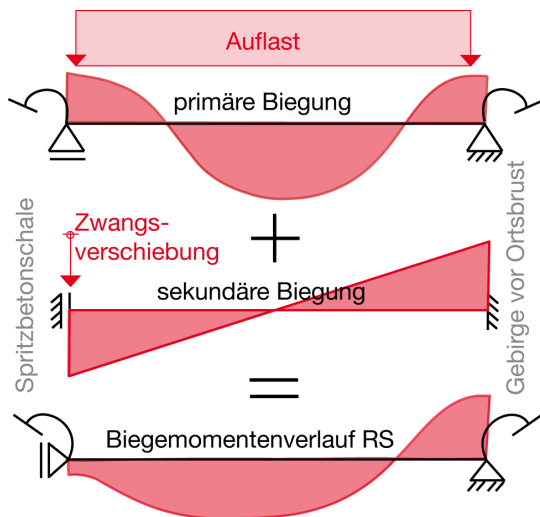 Auflast
primäre Biegung
Zwangs-
verschiebung
sekundäre Biegung
Biegemomentenverlauf RS
Spritzbetonschale
Gebirge vor Ortsbrust